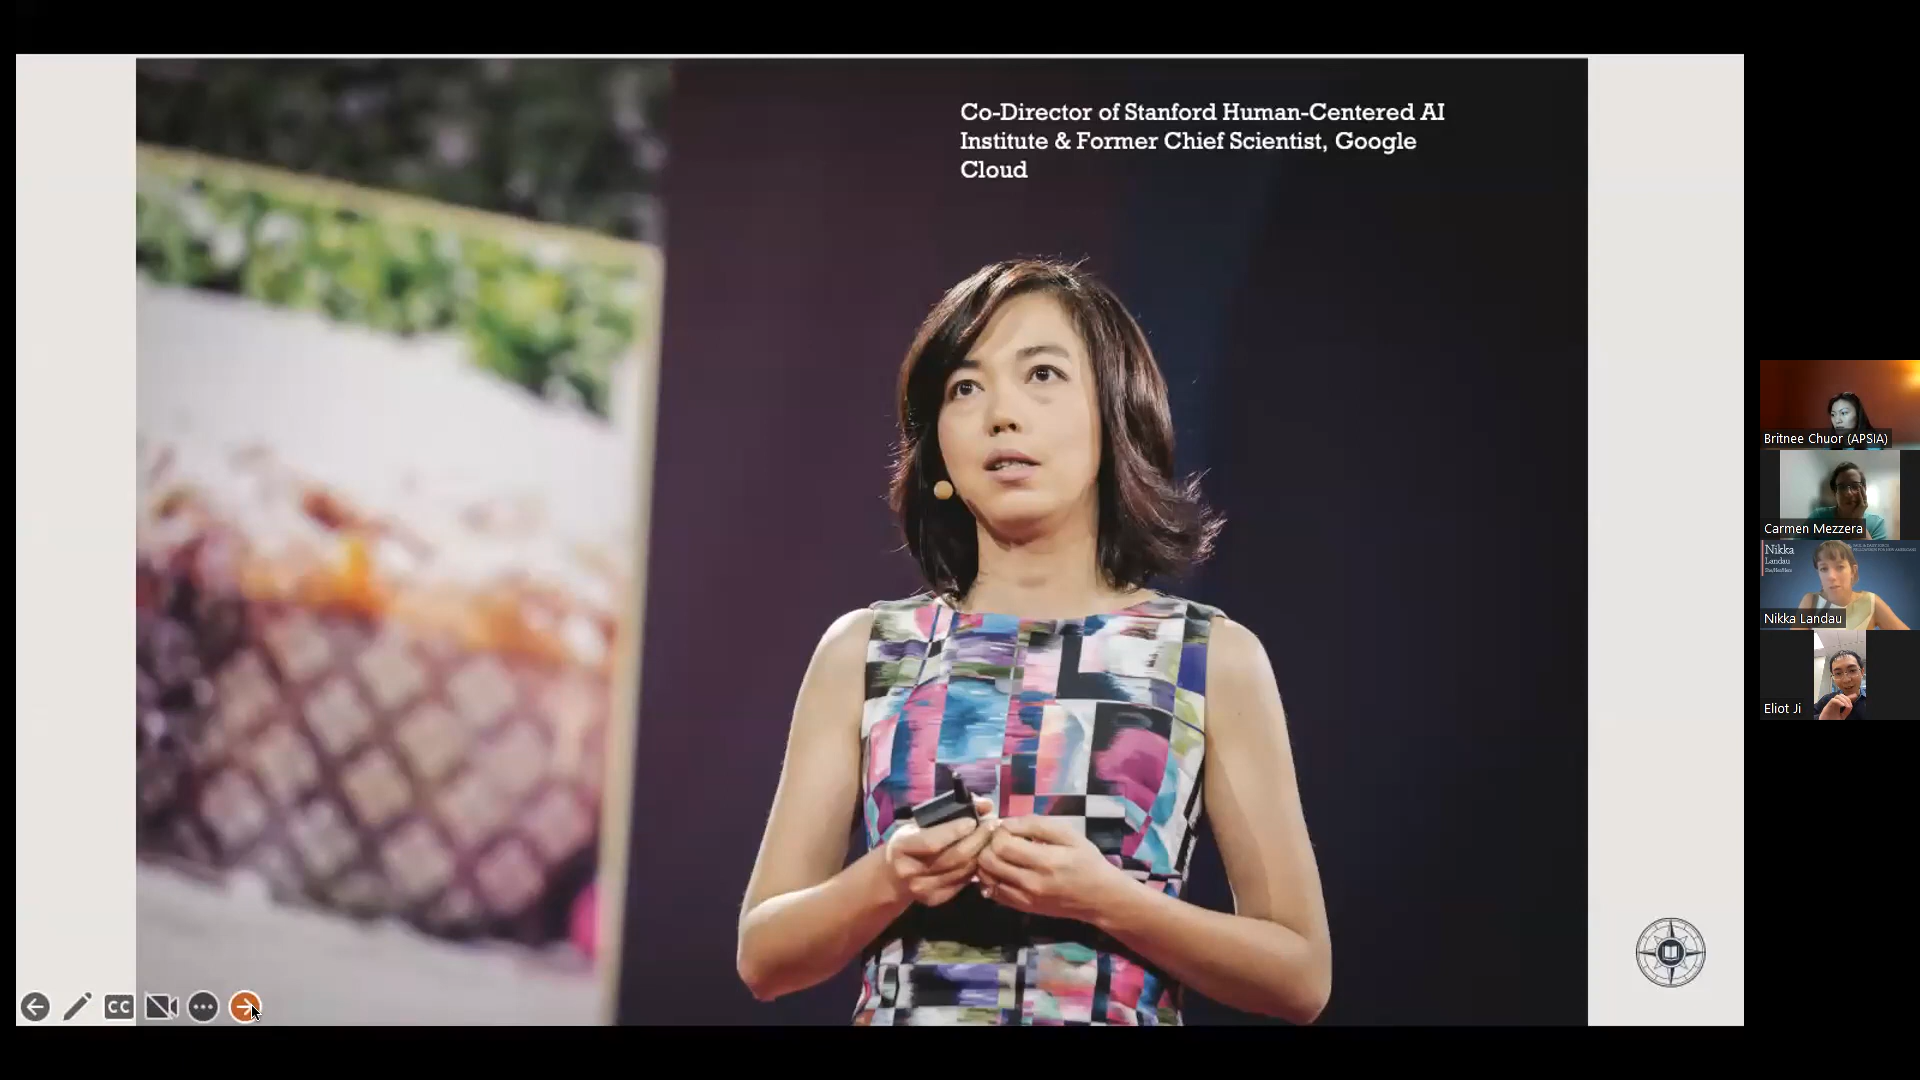 Co-Director of Stanford Human-Centered AI
Institute & Former Chief Scientist, Google
Cloud
Britnee Chuor (APSIA)
Carmen Mezzera
Nikka
Landau
Nikka Landau
Eliot Ji
CC